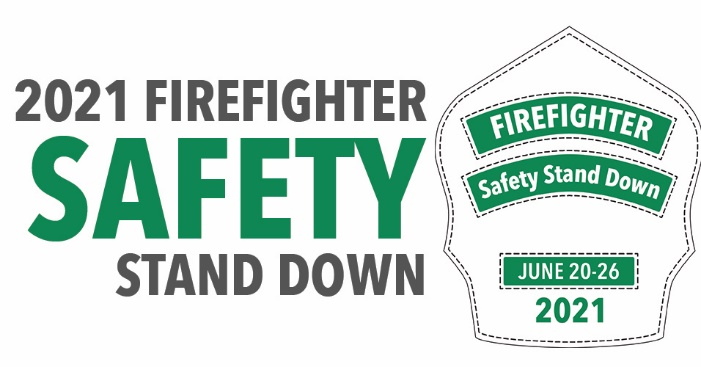 2021 FIREFIGHTER
SAFETY
STAND DOWN
FIREFIGHTER
Safety Stand Down
JUNE 20-26
2021